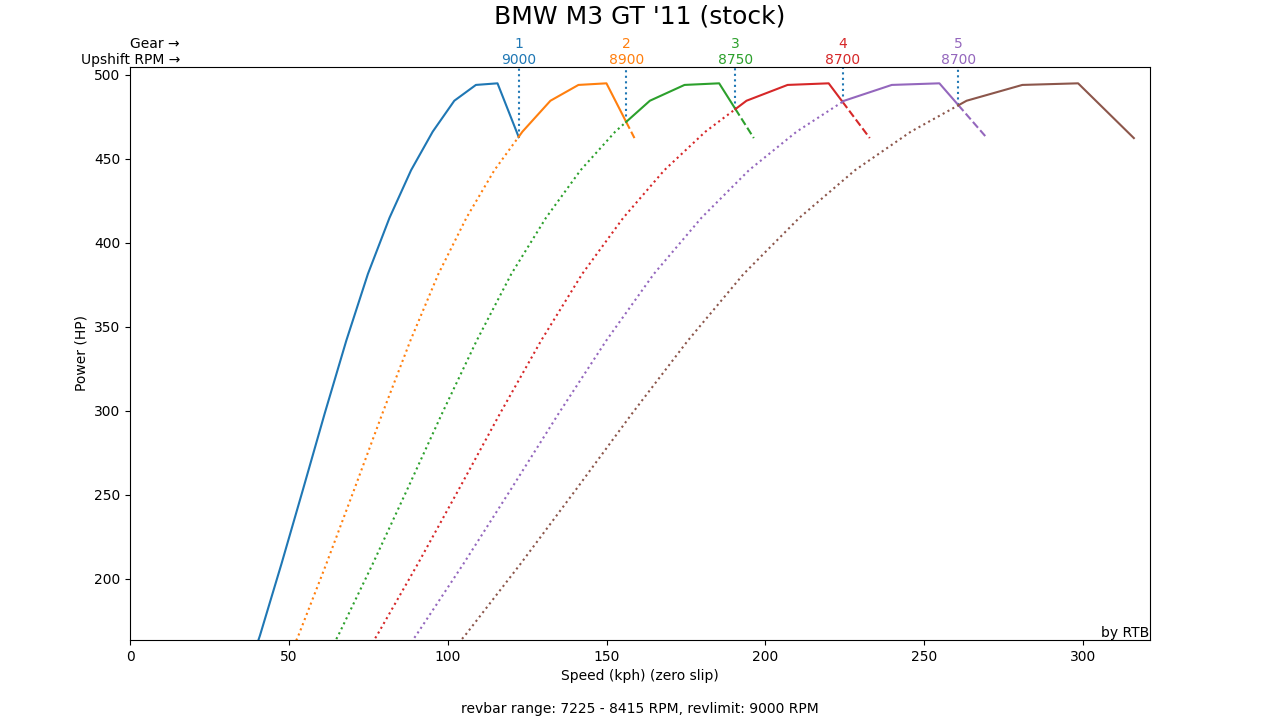 BMW M3 GT '11 (stock)
Gear → 1 2 3 4 5
Upshift RPM → 9000 8900 8750 8700 8700
500
450
400
350
300
250
200
Power (HP)
by RTB
0 50 100 150 200 250 300
Speed (kph) (zero slip)
revbar range: 7225 - 8415 RPM, revlimit: 9000 RPM